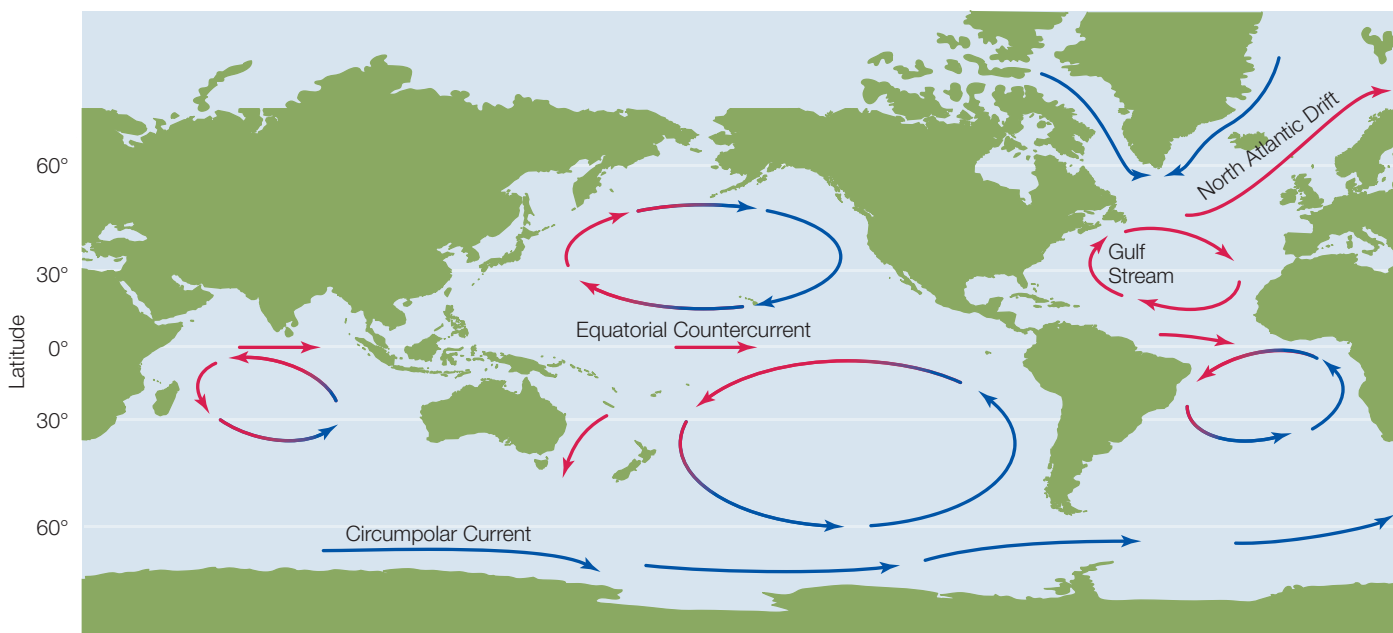 North Atlantic Drift
60°
Gulf
Stream
30°
Equatorial Countercurrent
0°
Latitude
30°
60°
Circumpolar Current